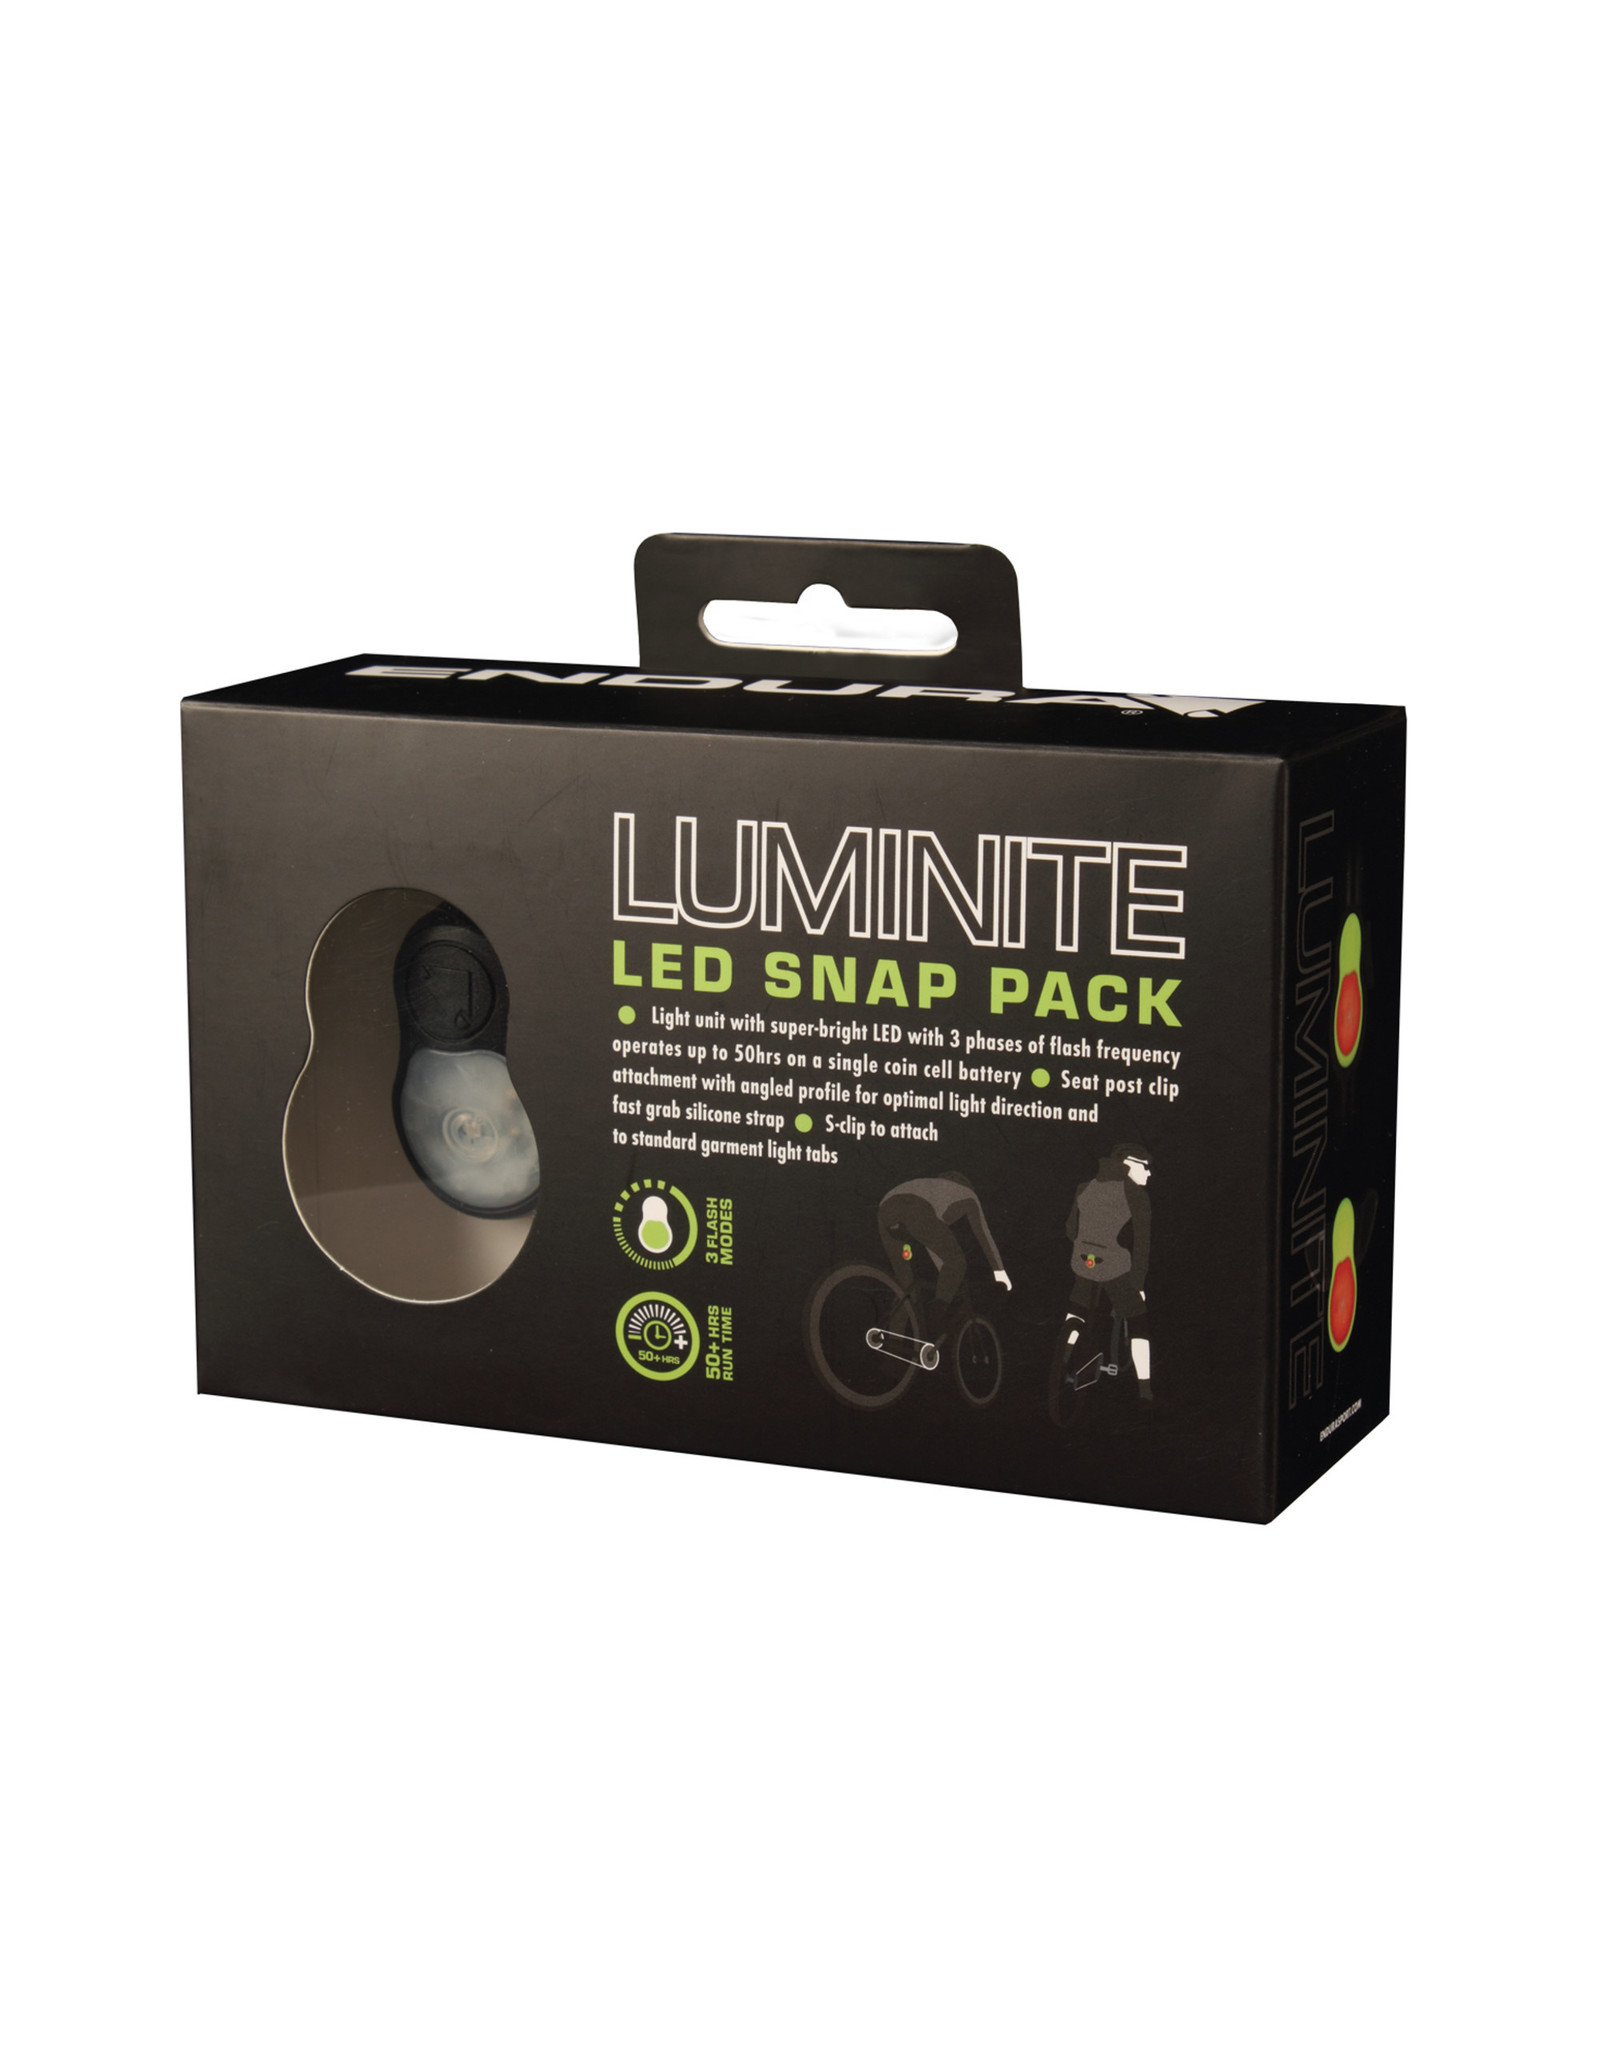 ENDURA
®
LUMINITE
LED SNAP PACK
● Light unit with super-bright LED with 3 phases of flash frequency
operates up to 50hrs on a single coin cell battery ● Seat post clip
attachment with angled profile for optimal light direction and
fast grab silicone strap ● S-clip to attach
to standard garment light tabs
3 FLASH
MODES
50+ HRS
50+ HRS
RUN TIME
LUMINITE
ENDURASPORT.COM